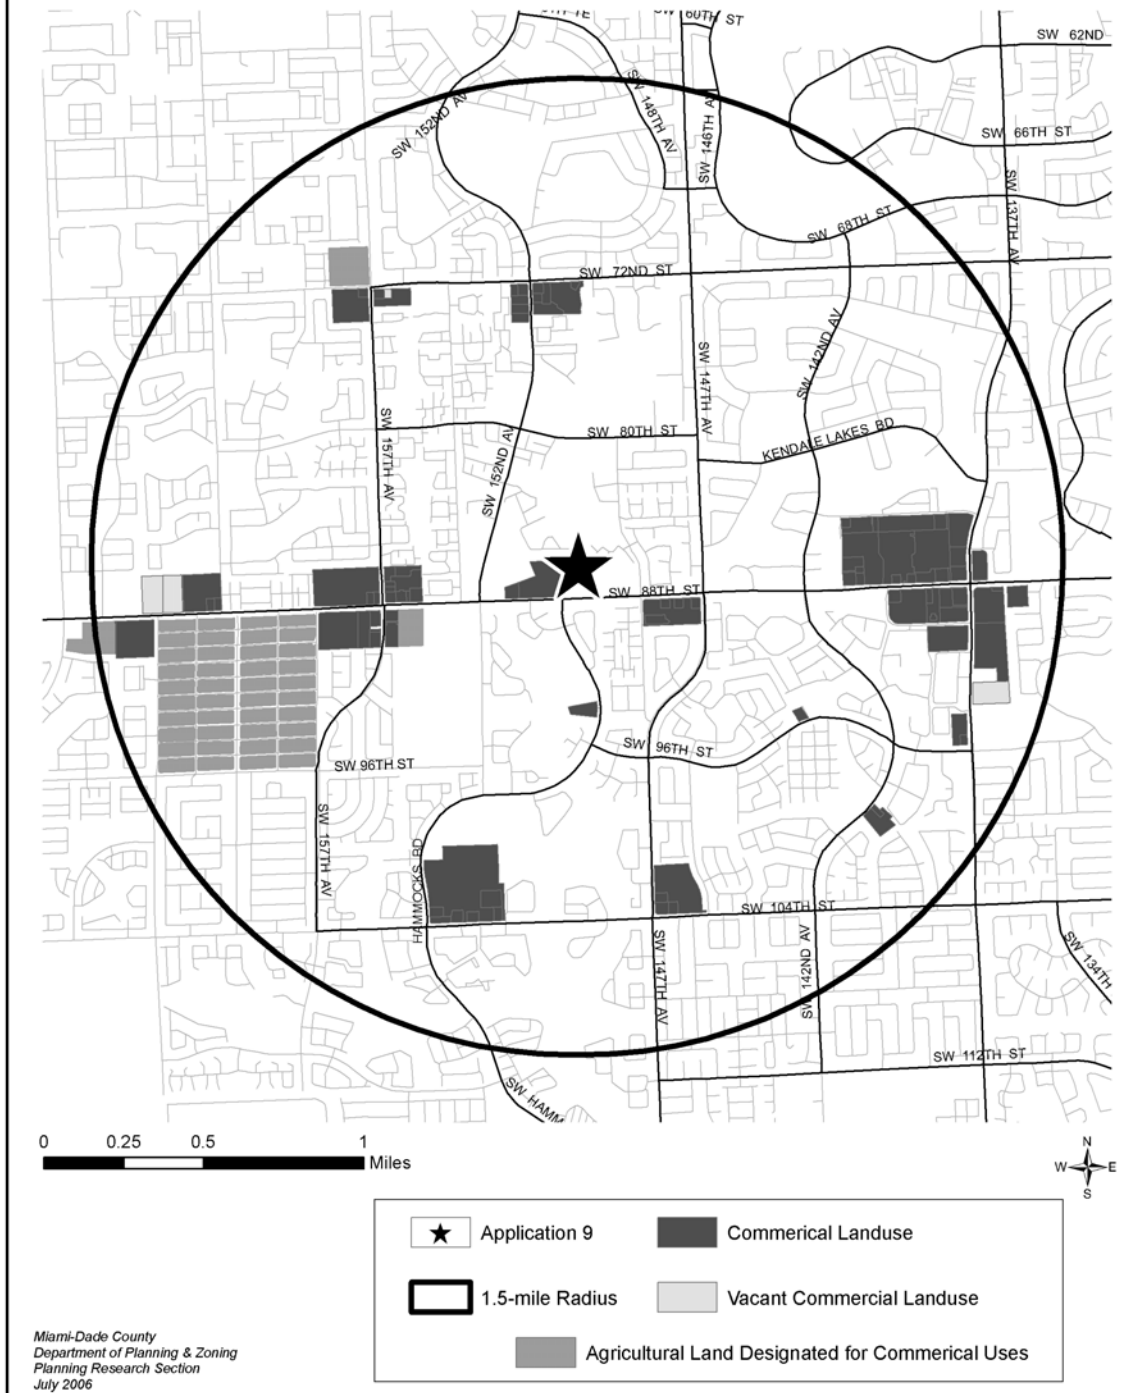 SW 60TH ST
SW 62ND
SW 148TH AV
SW 152ND AV
SW 146TH AV
SW 66TH ST
SW 137TH AV
SW 68TH ST
SW 72ND ST
SW 142ND AV
SW 147TH AV
SW 157TH AV
SW 80TH ST
KENDALE LAKES BD
SW 152ND AV
SW 88TH ST
SW 96TH ST
SW 96TH ST
SW 157TH AV
HAMMOCKS BD
SW 104TH ST
SW 147TH AV
SW 142ND AV
SW 134TH
SW 112TH ST
SW HAMM
0 0.25 0.5 1
Miles
N
W E
S
Application 9
Commerical Landuse
1.5-mile Radius
Vacant Commercial Landuse
Agricultural Land Designated for Commerical Uses
Miami-Dade County
Department of Planning & Zoning
Planning Research Section
July 2006